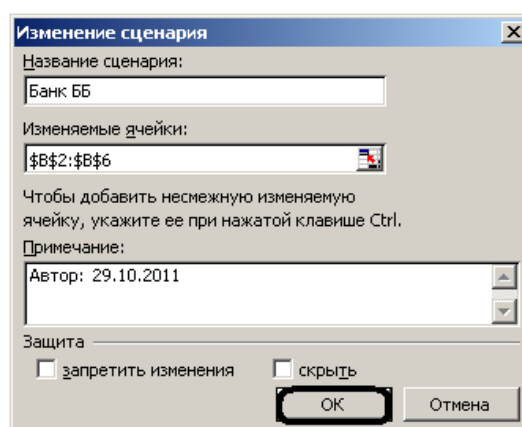 Изменение сценария
Название сценария:
Банк ББ
Изменяемые ячейки:
$B$2:$B$6
Чтобы добавить несмежную изменяемую
ячейку, укажите ее при нажатой клавише Ctrl.
Примечание:
Автор: 29.10.2011
Защита
запретить изменения скрыть
ОК Отмена